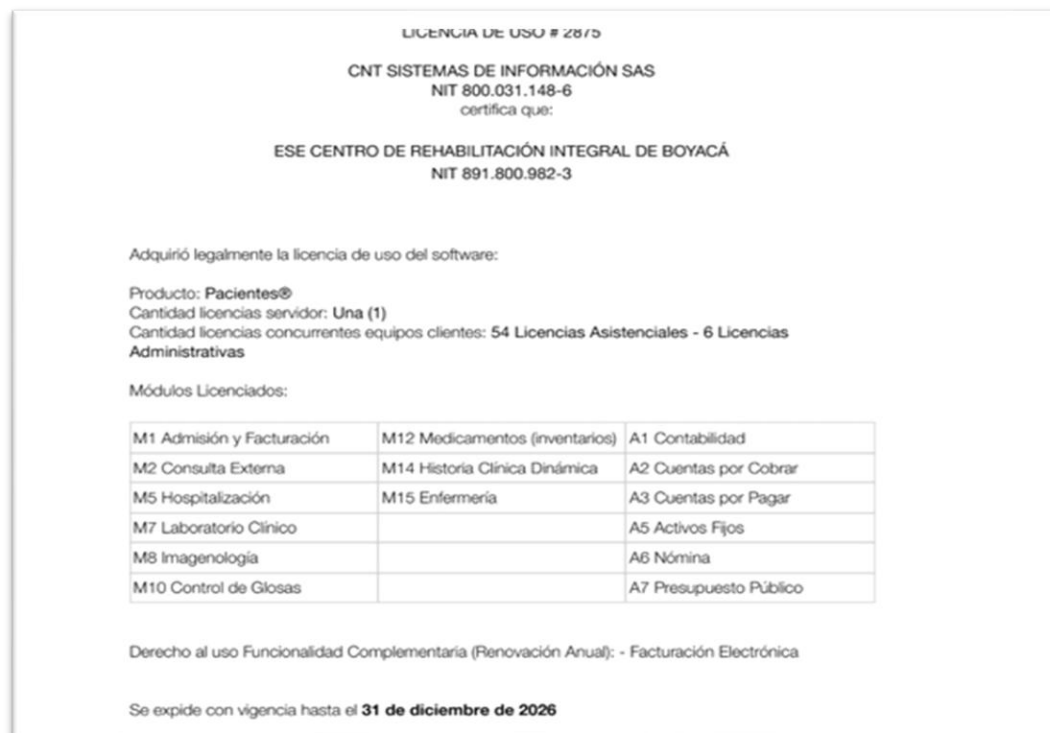 LICENCIA DE USO # 2875
CNT SISTEMAS DE INFORMACIÓN SAS
NIT 800.031.148-6
certifica que:
ESE CENTRO DE REHABILITACIÓN INTEGRAL DE BOYACÁ
NIT 891.800.982-3
Adquirió legalmente la licencia de uso del software:
Producto: Pacientes®
Cantidad licencias servidor: Una (1)
Cantidad licencias concurrentes equipos clientes: 54 Licencias Asistenciales - 6 Licencias
Administrativas
Módulos Licenciados:
M1 Admisión y Facturación M12 Medicamentos (inventarios) A1 Contabilidad
M2 Consulta Externa M14 Historia Clínica Dinámica A2 Cuentas por Cobrar
M5 Hospitalización M15 Enfermería A3 Cuentas por Pagar
M7 Laboratorio Clínico A5 Activos Fijos
M8 Imagenología A6 Nómina
M10 Control de Glosas A7 Presupuesto Público
Derecho al uso Funcionalidad Complementaria (Renovación Anual): - Facturación Electrónica
Se expide con vigencia hasta el 31 de diciembre de 2026